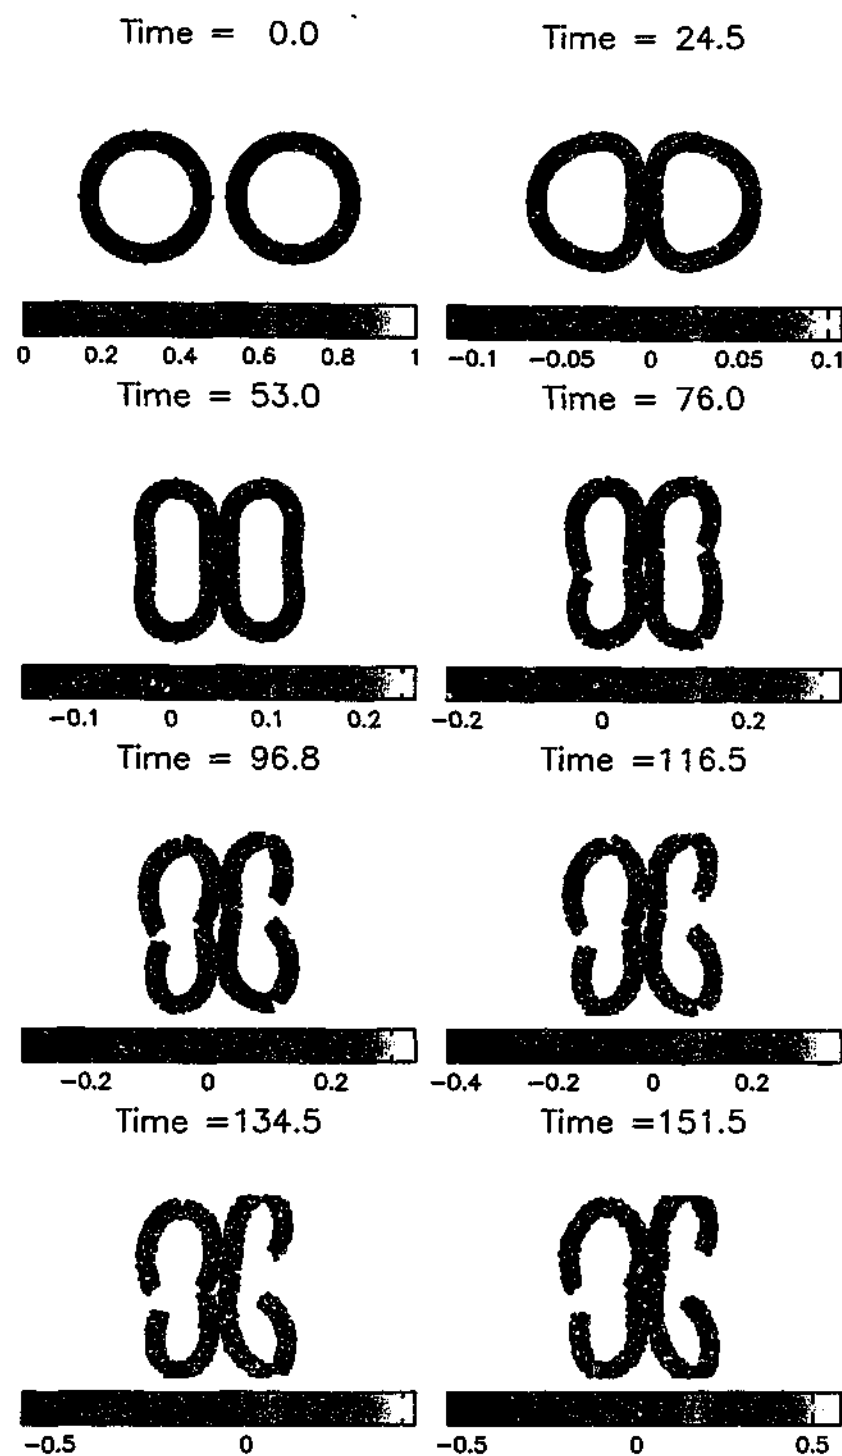 Time = 0.0
Time = 24.5
0 0.2 0.4 0.6 0.8 1
−0.1 −0.05 0 0.05 0.1
Time = 53.0
Time = 76.0
−0.1 0 0.1 0.2
−0.2 0 0.2
Time = 96.8
Time =116.5
−0.2 0 0.2
−0.4 −0.2 0 0.2
Time =134.5
Time =151.5
−0.5 0
−0.5 0 0.5